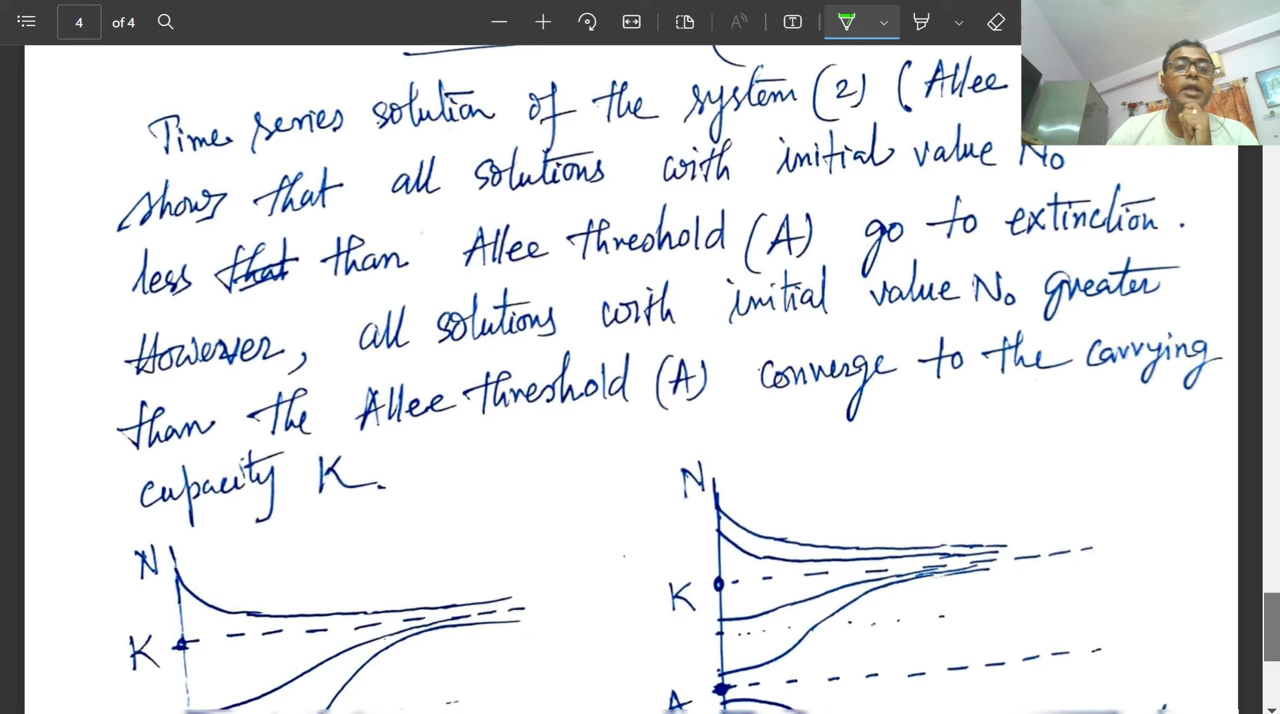 4 of 4
Time series solution of the system (2) (Allee
shows that all solutions with initial value N0
less that than Allee threshold (A) go to extinction.
However, all solutions with initial value N0 greater
than the Allee threshold (A) converge to the carrying
capacity K.
N
K
N
K
A